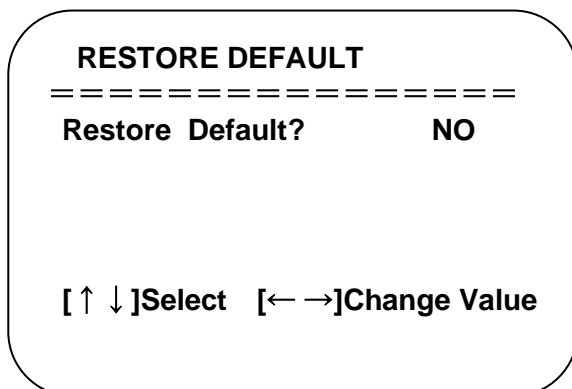 RESTORE DEFAULT
================
Restore Default? NO
[↑↓]Select [←→]Change Value